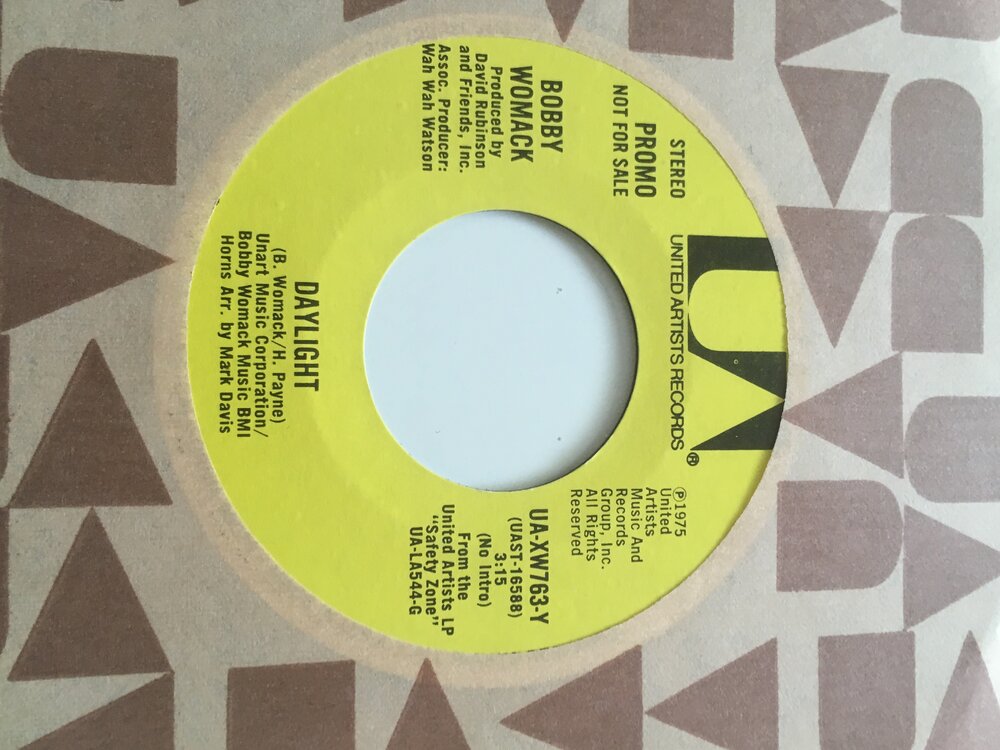 UA
UNITED ARTISTS RECORDS®
STEREO
PROMO
NOT FOR SALE
BOBBY
WOMACK
Produced by
David Rubinson
and Friends, Inc.
Assoc. Producer:
Wah Wah Watson
℗1975
United
Artists
Music And
Records
Group, Inc.
All Rights
Reserved
UA-XW763-Y
(UAST-16588)
3:15
(No Intro)
From the
United Artists LP
"Safety Zone"
UA-LA544-G
DAYLIGHT
(B. Womack/H. Payne)
Unart Music Corporation/
Bobby Womack Music BMI
Horns Arr. by Mark Davis